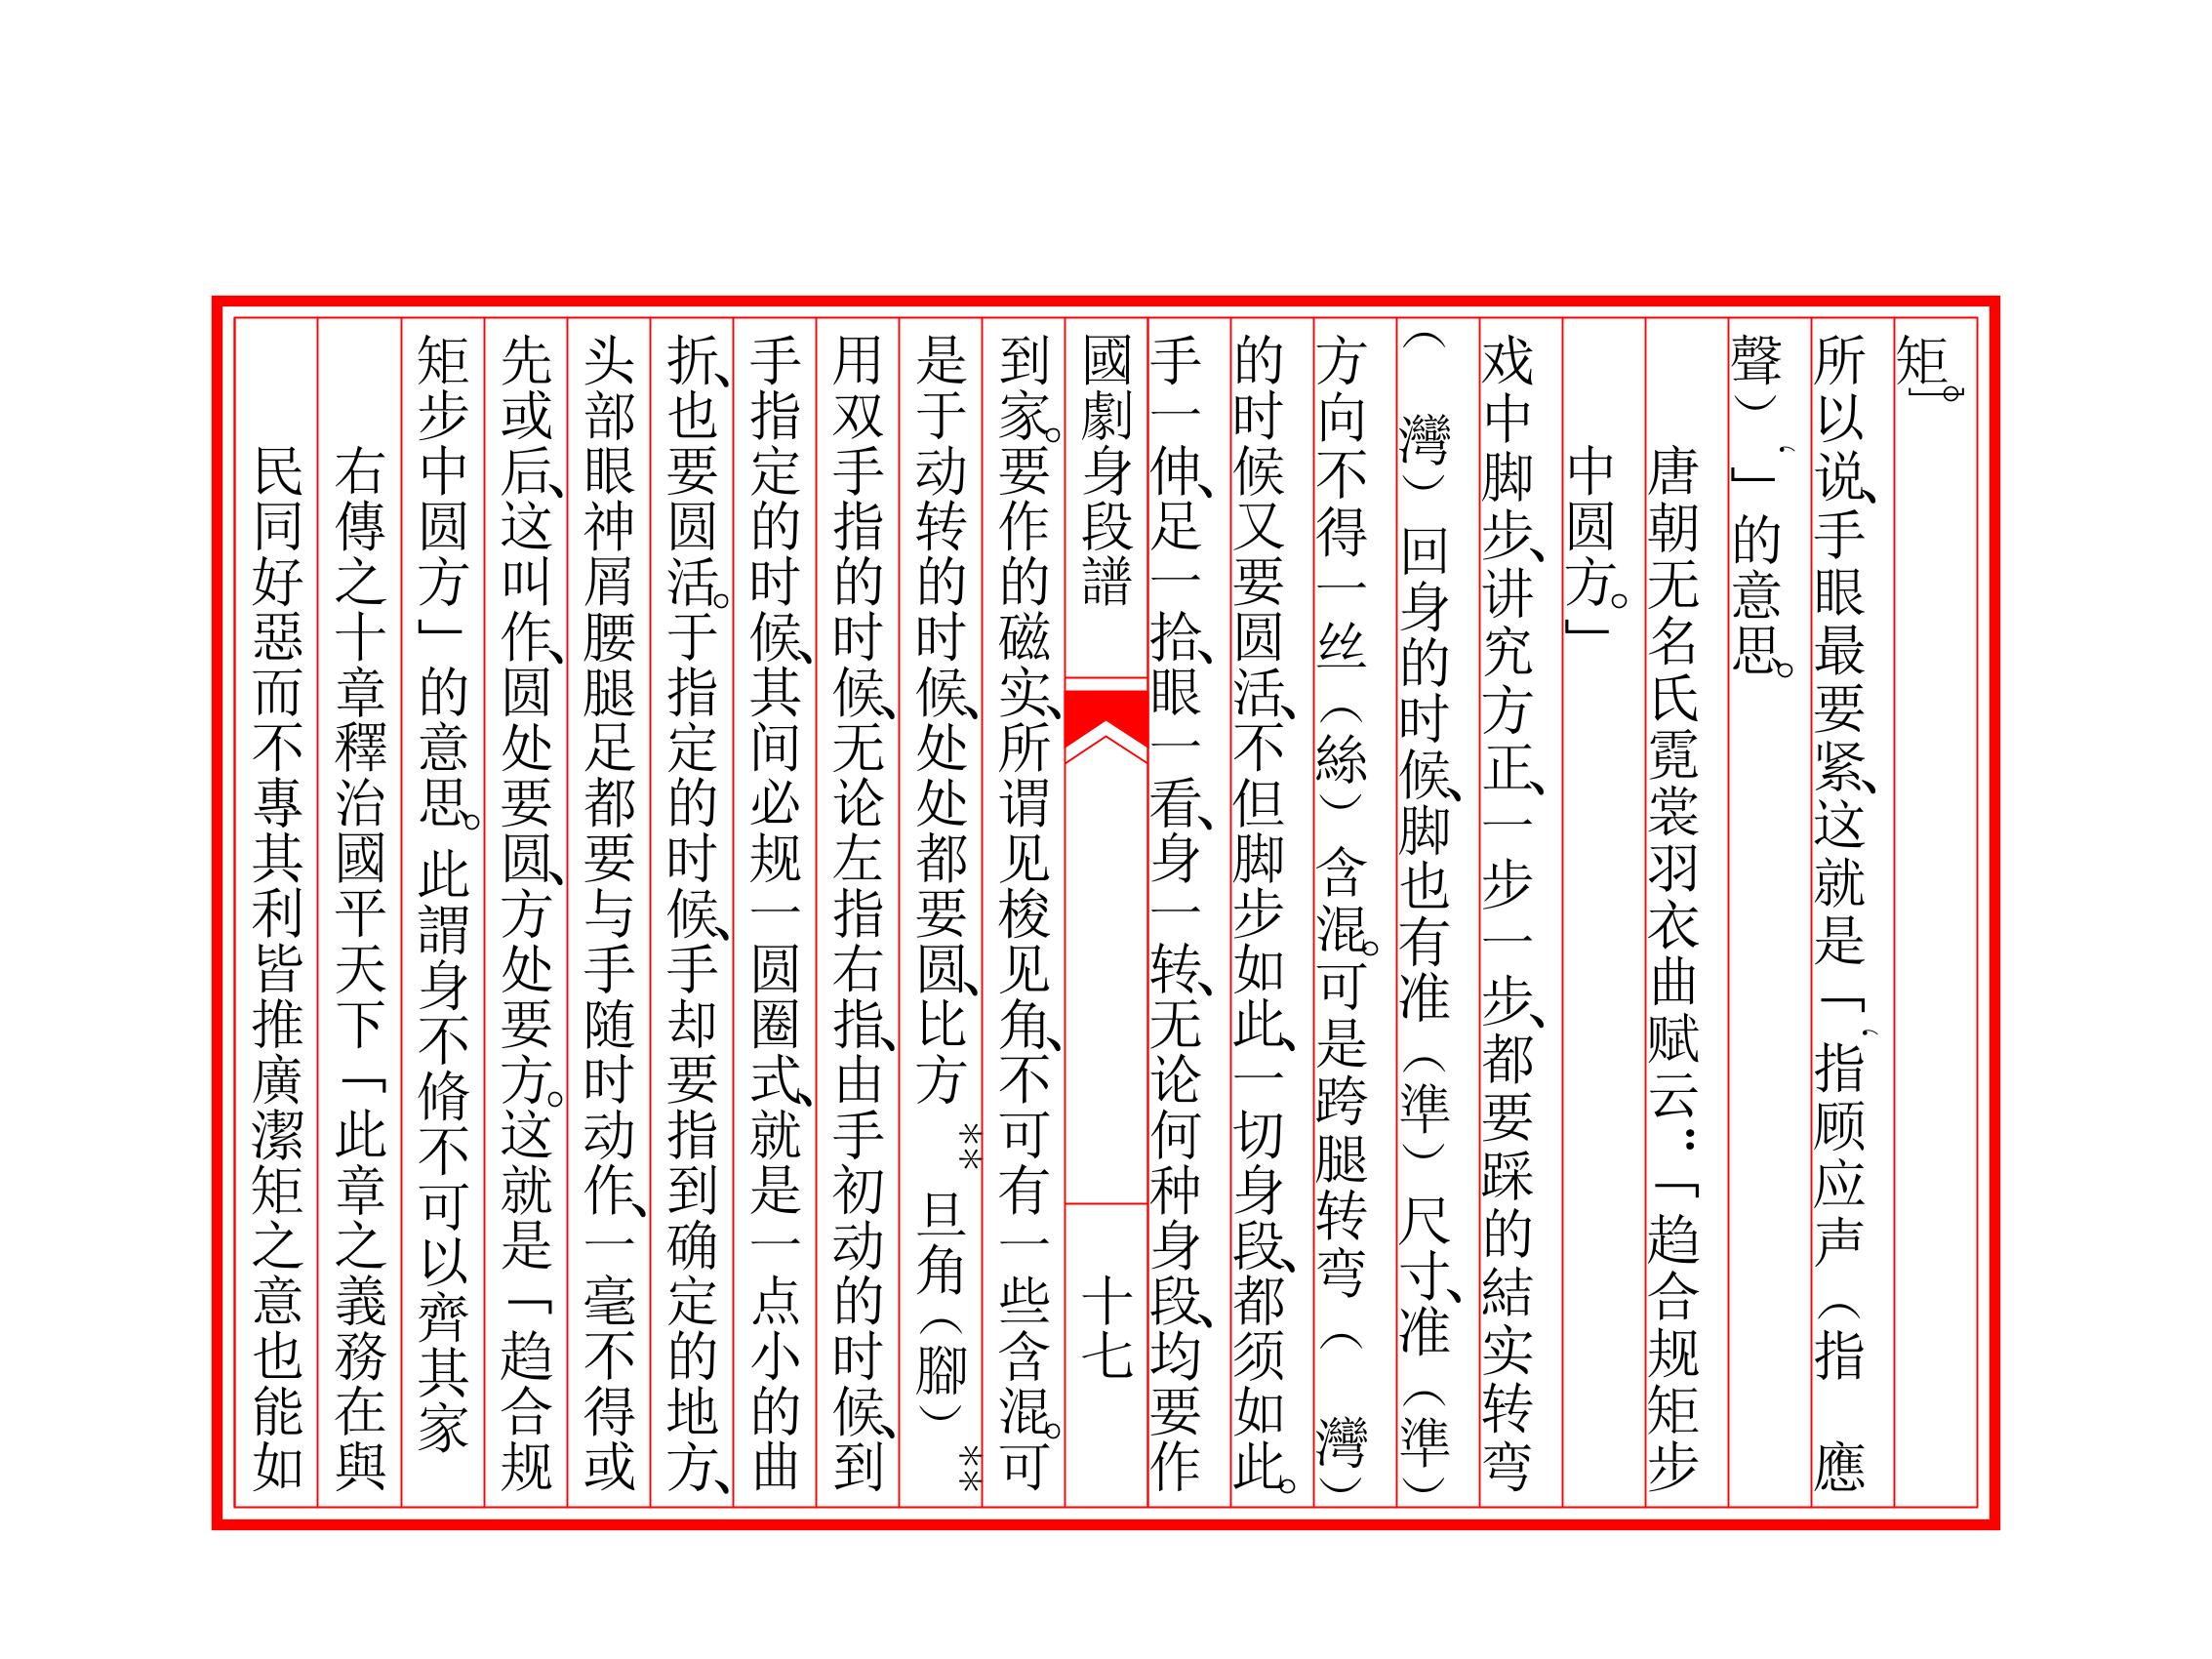 矩。」
所以说、手眼最要紧、这就是「‘指顾应声（指　應
聲）’」的意思。
唐朝无名氏霓裳羽衣曲赋云：「趋合规矩步
中圆方。」
戏中脚步、讲究方正、一步一步、都要踩的结实转弯
（　灣）回身的时候、脚也有准（準）尺寸、准（準）
方向不得一丝（絲）含混。可是跨腿转弯（　灣）
的时候又要圆活、不但脚步如此、一切身段、都须如此。
手一伸、足一拾、眼一看、身一转、无论何种身段、均要作
國劇身段譜　十七
到家。要作的磁实、所谓见梭见角、不可有一些含混。可
是于动转的时候、处处都要圆、比方**旦角（腳）**
用双手指的时候、无论左指右指、由手初动的时候、到
手指定的时候、其间必规一圆圈式、就是一点小的曲
折、也要圆活。于指定的时候、手却要指到确定的地方、
头部眼神屑腰腿足都要与手随时动作、一毫不得或
先或后、这叫作、圆处要圆、方处要方。这就是「趋合规
矩步中圆方」的意思。此謂身不脩不可以齊其家
右傳之十章釋治國平天下「此章之義務在與
民同好惡而不專其利皆推廣潔矩之意也能如